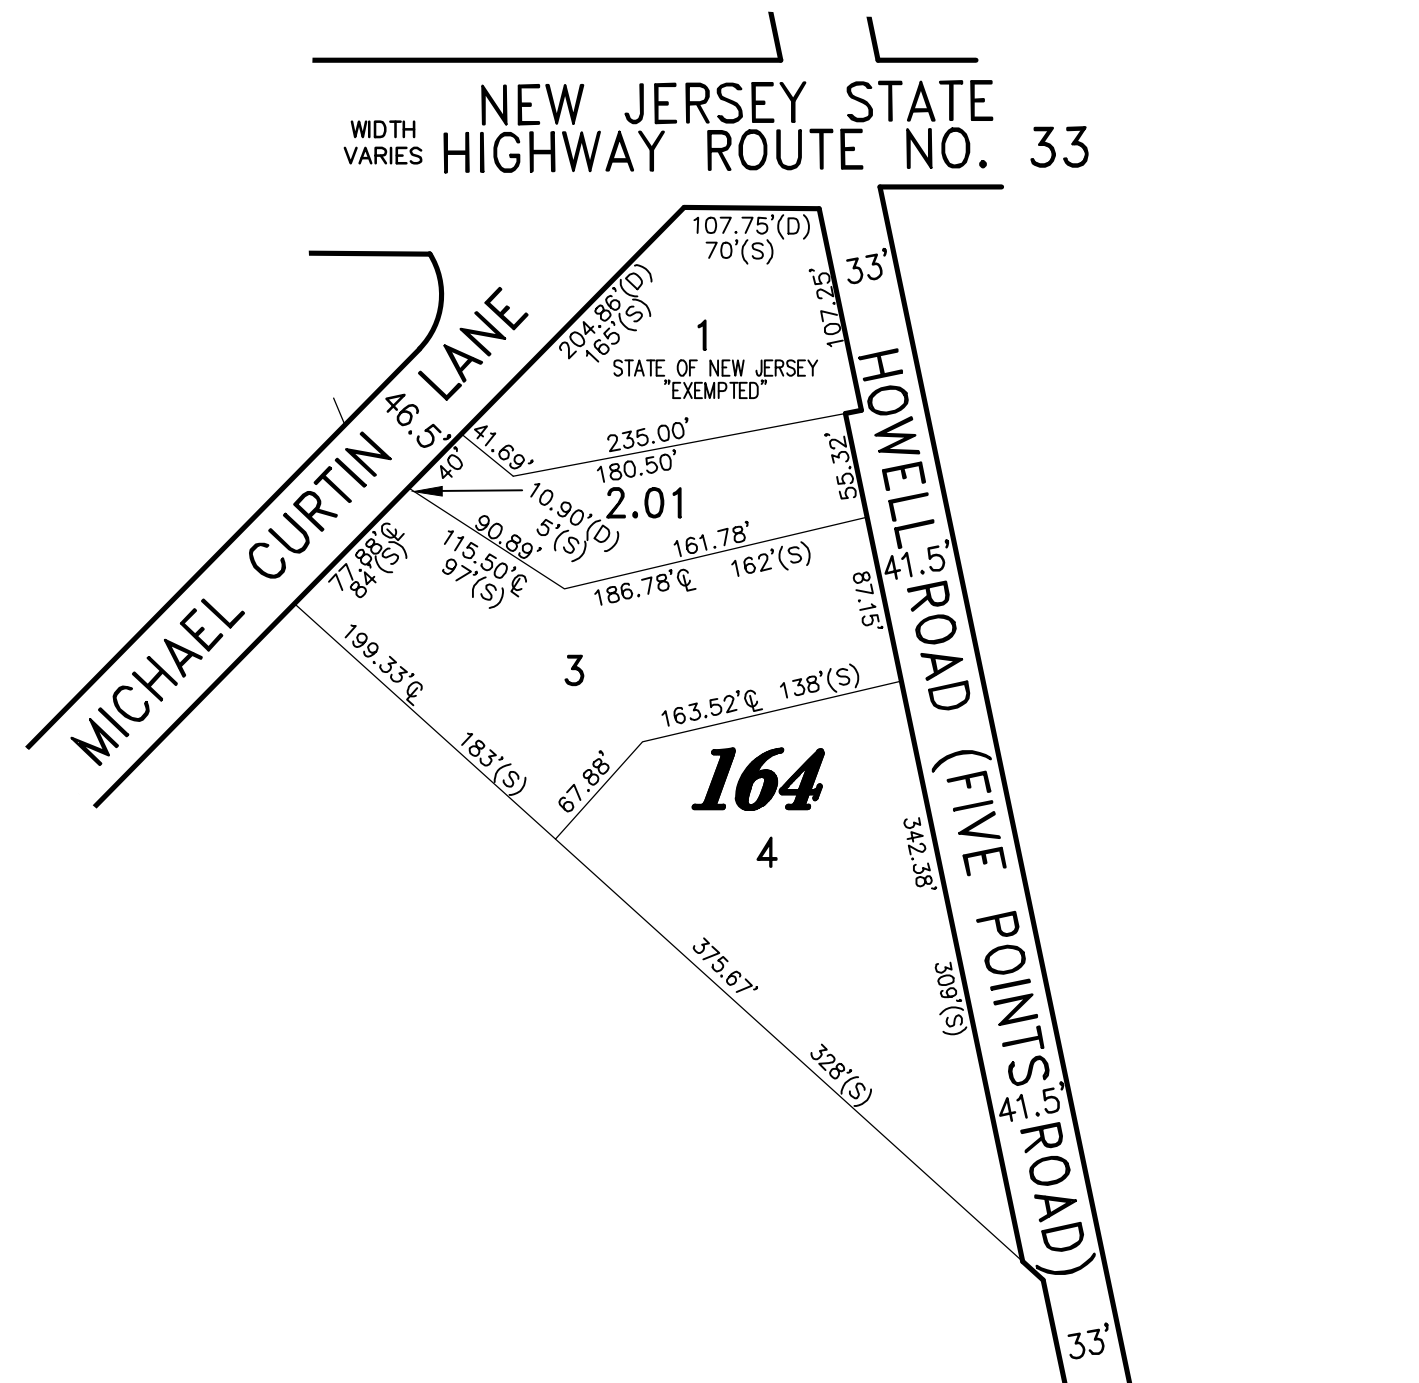 NEW JERSEY STATE
HIGHWAY ROUTE NO. 33
WIDTH
VARIES
107.75'(D)
70'(S)
33'
204.86'(D)
165'(S)
107.25'
1
STATE OF NEW JERSEY
"EXEMPTED"
MICHAEL CURTIN LANE
46.5'
HOWELL ROAD (FIVE POINTS ROAD)
41.69'
235.00'
40'
180.50'
55.32'
10.90'(D)
5'(S)
2.01
90.89'
161.78'
77.88'℄
84'(S)
115.50'℄
97'(S)
186.78'℄
162'(S)
41.5'
87.15'
199.33'℄
3
183'(S)
163.52'℄
138'(S)
67.88'
164
4
342.38'
375.67'
309'(S)
328'(S)
41.5'
33'